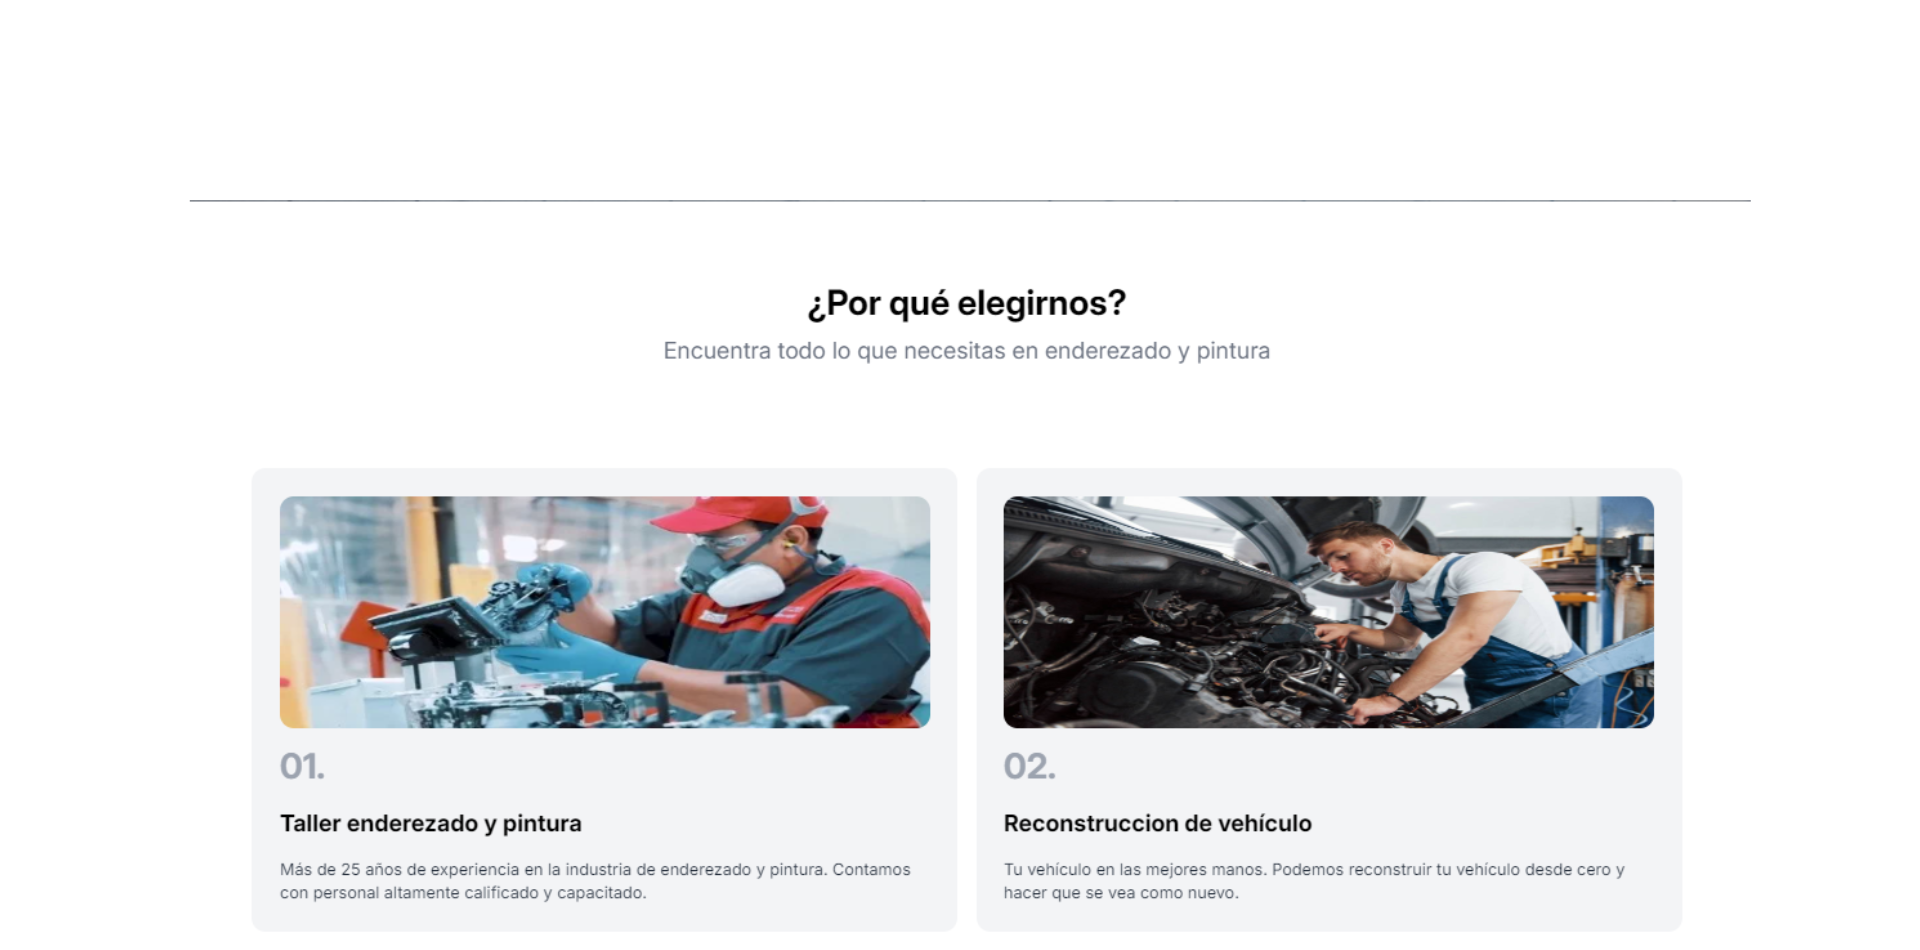 ¿Por qué elegirnos?
Encuentra todo lo que necesitas en enderezado y pintura
01.
Taller enderezado y pintura
Más de 25 años de experiencia en la industria de enderezado y pintura. Contamos
con personal altamente calificado y capacitado.
02.
Reconstruccion de vehículo
Tu vehículo en las mejores manos. Podemos reconstruir tu vehículo desde cero y
hacer que se vea como nuevo.